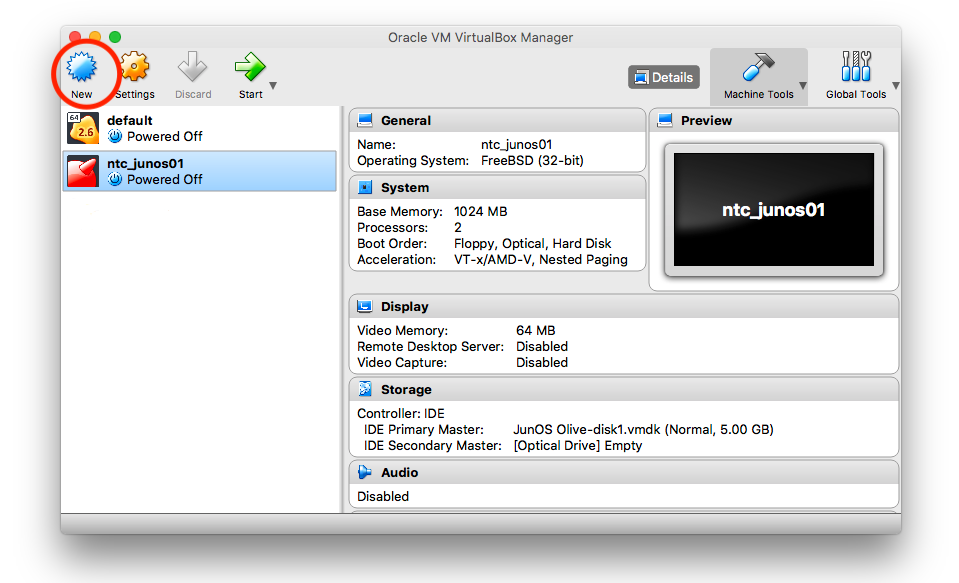 Oracle VM VirtualBox Manager
New
Settings
Discard
Start
Details
Machine Tools
Global Tools
64
2.6
default
Powered Off
ntc_junos01
Powered Off
General
Name: ntc_junos01
Operating System: FreeBSD (32-bit)
System
Base Memory: 1024 MB
Processors: 2
Boot Order: Floppy, Optical, Hard Disk
Acceleration: VT-x/AMD-V, Nested Paging
Preview
ntc_junos01
Display
Video Memory: 64 MB
Remote Desktop Server: Disabled
Video Capture: Disabled
Storage
Controller: IDE
IDE Primary Master: JunOS Olive-disk1.vmdk (Normal, 5.00 GB)
IDE Secondary Master: [Optical Drive] Empty
Audio
Disabled